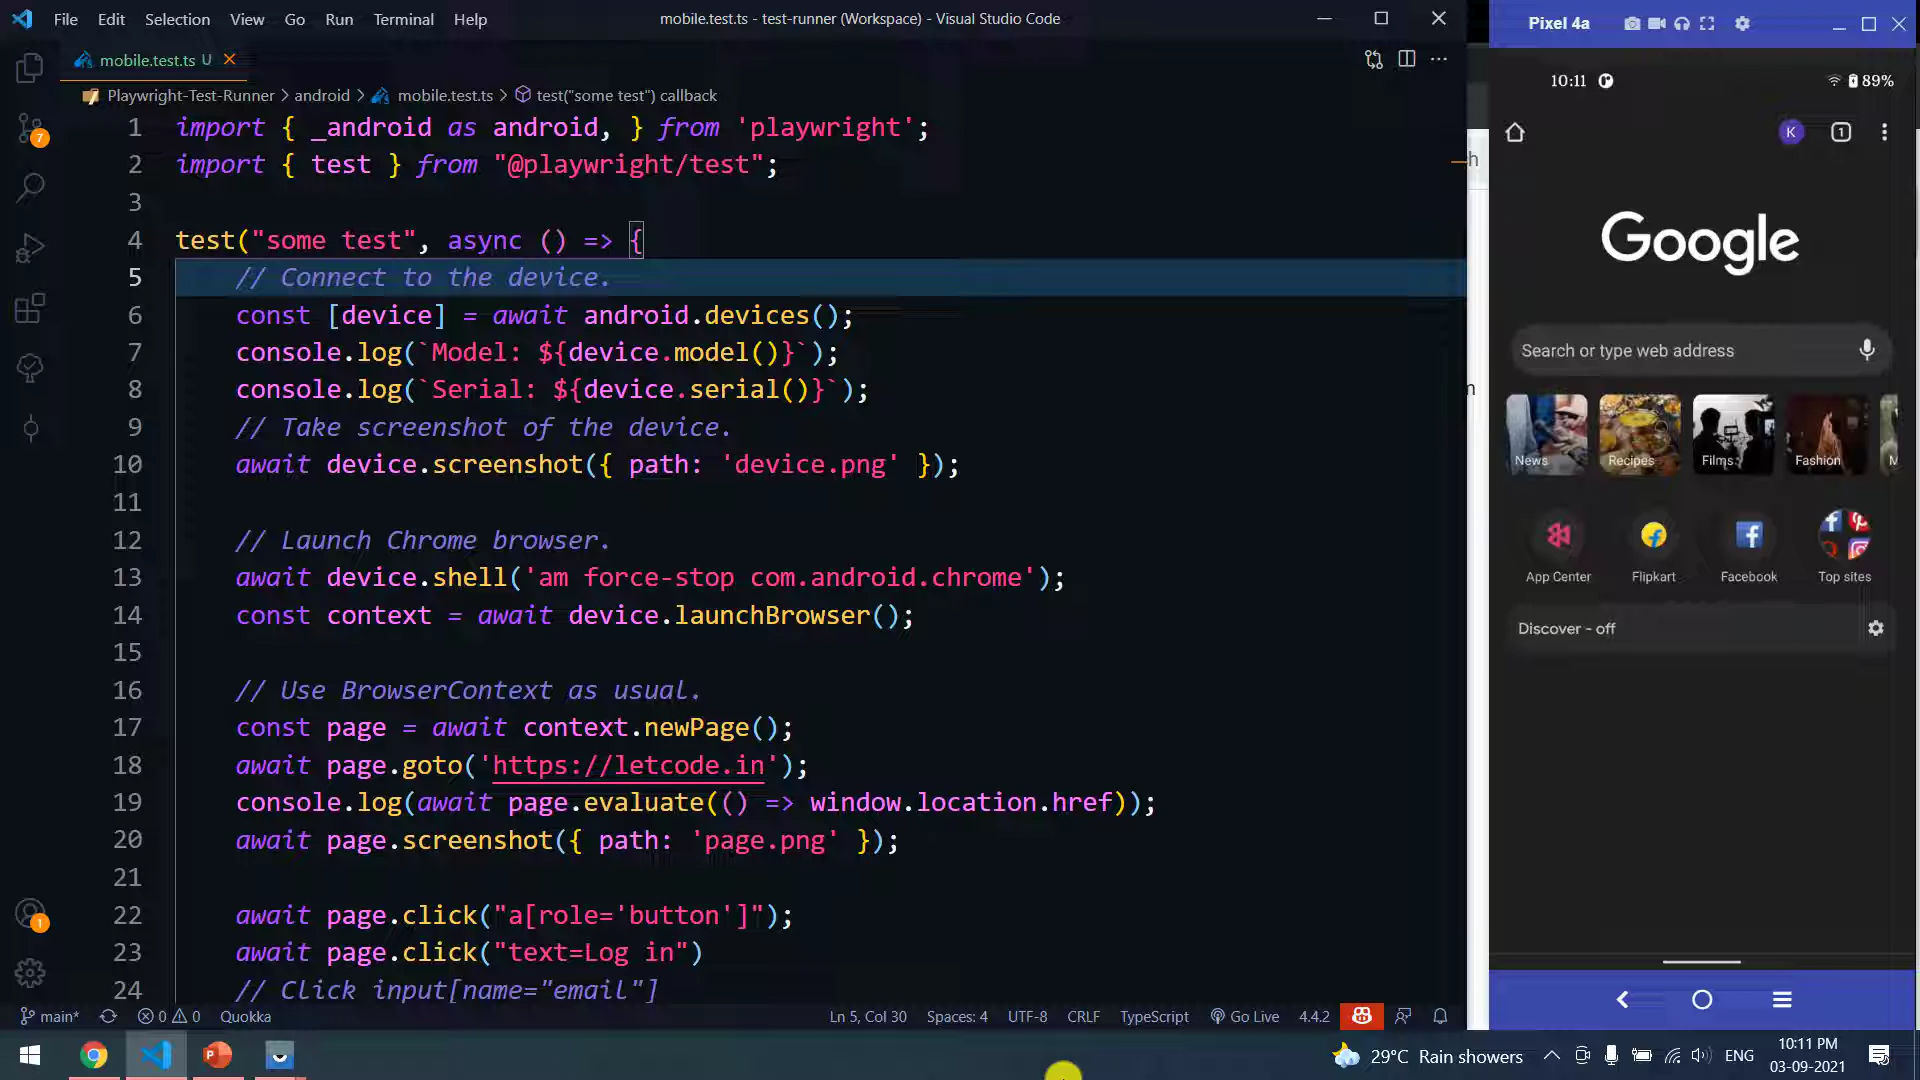 File Edit Selection View Go Run Terminal Help
mobile.test.ts - test-runner (Workspace) - Visual Studio Code
mobile.test.ts U
Playwright-Test-Runner > android > mobile.test.ts > test("some test") callback
1 import { _android as android, } from 'playwright';
2 import { test } from "@playwright/test";
3
4 test("some test", async () => {
5 // Connect to the device.
6 const [device] = await android.devices();
7 console.log(`Model: ${device.model()}`);
8 console.log(`Serial: ${device.serial()}`);
9 // Take screenshot of the device.
10 await device.screenshot({ path: 'device.png' });
11
12 // Launch Chrome browser.
13 await device.shell('am force-stop com.android.chrome');
14 const context = await device.launchBrowser();
15
16 // Use BrowserContext as usual.
17 const page = await context.newPage();
18 await page.goto('https://letcode.in');
19 console.log(await page.evaluate(() => window.location.href));
20 await page.screenshot({ path: 'page.png' });
21
22 await page.click("a[role='button']");
23 await page.click("text=Log in")
24 // Click input[name="email"]
7
1
main* 0 0 Quokka
Ln 5, Col 30 Spaces: 4 UTF-8 CRLF TypeScript Go Live 4.4.2
h
n
Pixel 4a
10:11 89%
K 1
Google
Search or type web address
News Recipes Films Fashion M
App Center Flipkart Facebook Top sites
Discover - off
29°C Rain showers ENG 10:11 PM
03-09-2021